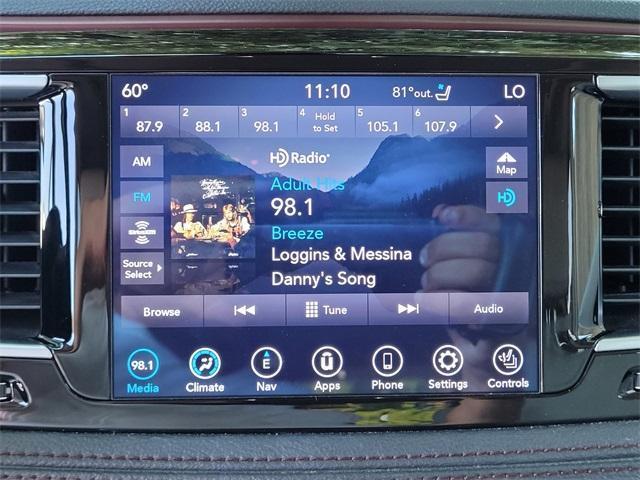 60° 11:10 81°out. LO
1 87.9 2 88.1 3 98.1 4 Hold to Set 5 105.1 6 107.9
HD Radio
AM
Map
Adult Hits
FM
98.1
HD
SiriusXM
Breeze
Loggins & Messina
Source Select
Danny's Song
Browse Tune Audio
98.1 E U
Media Climate Nav Apps Phone Settings Controls